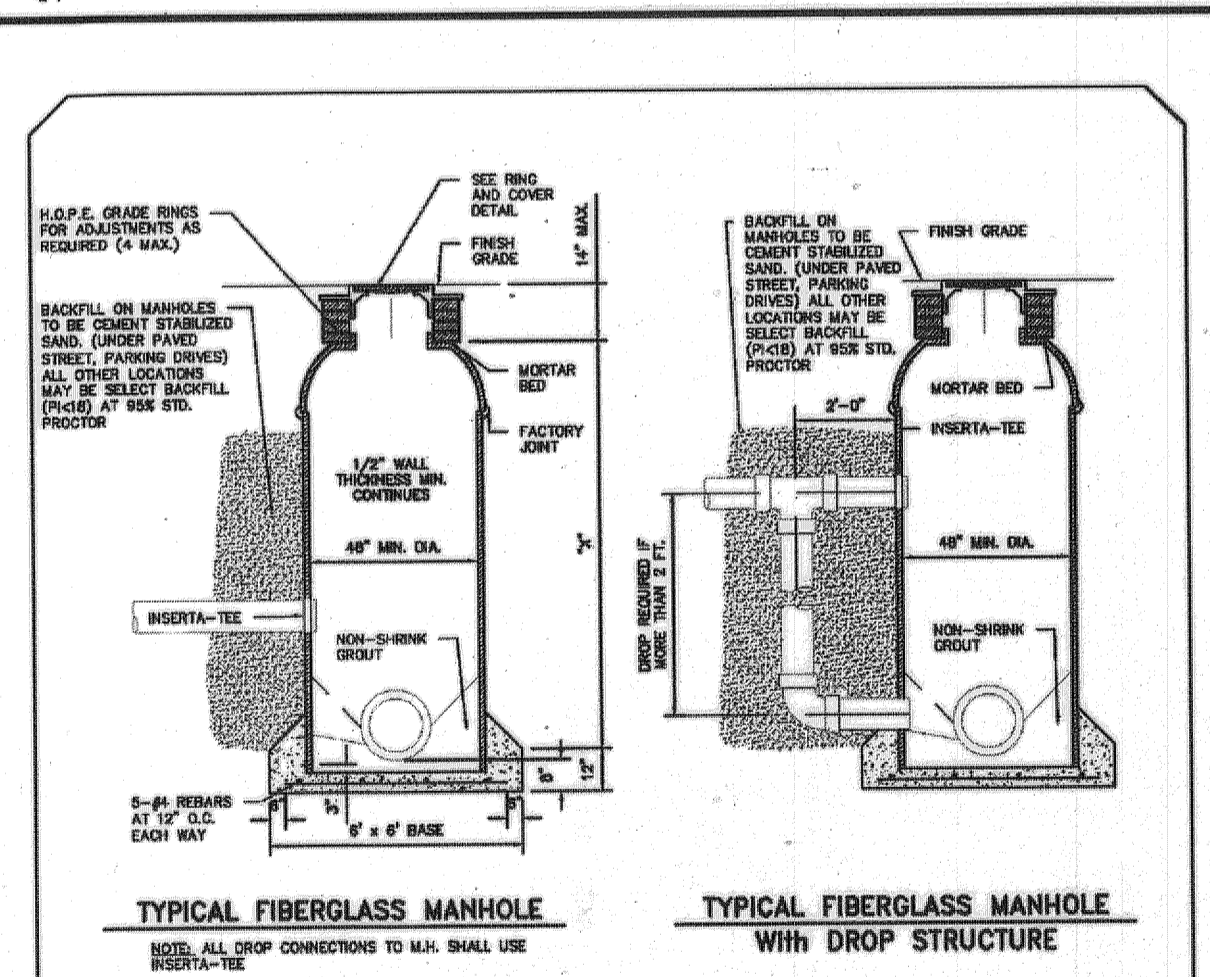 H.O.P.E. GRADE RINGS
FOR ADJUSTMENTS AS
REQUIRED (4 MAX.)
SEE RING
AND COVER
DETAIL
FINISH
GRADE
14" MAX.
BACKFILL ON MANHOLES
TO BE CEMENT STABILIZED
SAND. (UNDER PAVED
STREET, PARKING DRIVES)
ALL OTHER LOCATIONS
MAY BE SELECT BACKFILL
(PI<18) AT 95% STD.
PROCTOR
MORTAR
BED
FACTORY
JOINT
1/2" WALL
THICKNESS MIN.
CONTINUES
"X"
48" MIN. DIA.
INSERTA-TEE
NON-SHRINK
GROUT
8"
12"
5-#4 REBARS
AT 12" O.C.
EACH WAY
6"
3"
6"
6' x 6' BASE
TYPICAL FIBERGLASS MANHOLE
NOTE: ALL DROP CONNECTIONS TO M.H. SHALL USE
INSERTA-TEE
BACKFILL ON
MANHOLES TO BE
CEMENT STABILIZED
SAND. (UNDER PAVED
STREET, PARKING
DRIVES) ALL OTHER
LOCATIONS MAY BE
SELECT BACKFILL
(PI<18) AT 95% STD.
PROCTOR
FINISH GRADE
MORTAR BED
2'-0"
INSERTA-TEE
DROP REQUIRED IF
MORE THAN 2 FT.
48" MIN. DIA.
NON-SHRINK
GROUT
TYPICAL FIBERGLASS MANHOLE
With DROP STRUCTURE